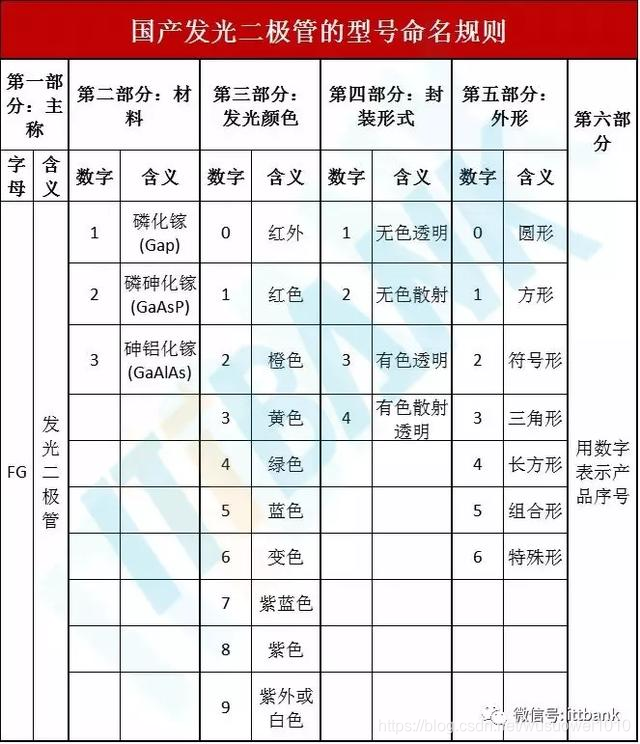 国产发光二极管的型号命名规则
第一部
分：主
称
第二部分：材
料
第三部分：
发光颜色
第四部分：封
装形式
第五部分：
外形
第六部
分
字
母
含
义
数字
含义
数字
含义
数字
含义
数字
含义
FG
发
光
二
极
管
1
磷化镓
(Gap)
0
红外
1
无色透明
0
圆形
用数字
表示产
品序号
2
磷砷化镓
(GaAsP)
1
红色
2
无色散射
1
方形
3
砷铝化镓
(GaAlAs)
2
橙色
3
有色透明
2
符号形
3
黄色
4
有色散射
透明
3
三角形
4
绿色
4
长方形
5
蓝色
5
组合形
6
变色
6
特殊形
7
紫蓝色
8
紫色
9
紫外或
白色
ITTBANK
微信号:ittbank